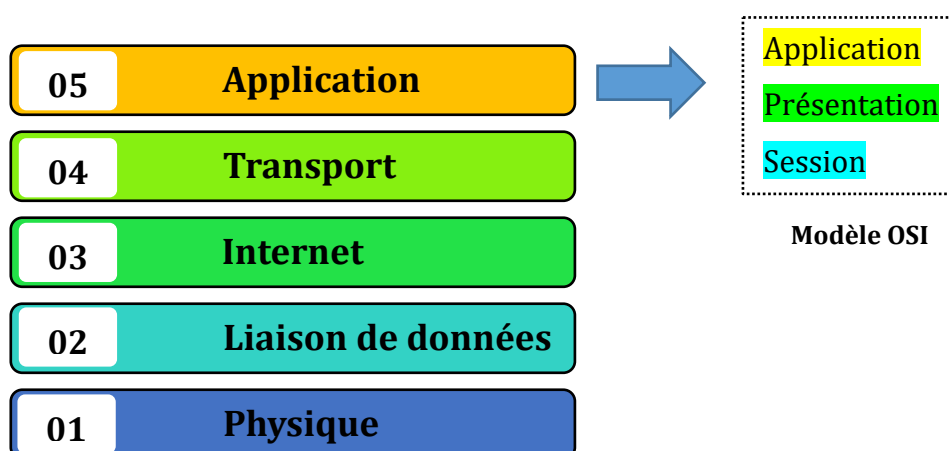 05 Application
04 Transport
03 Internet
02 Liaison de données
01 Physique
Application
Présentation
Session
Modèle OSI